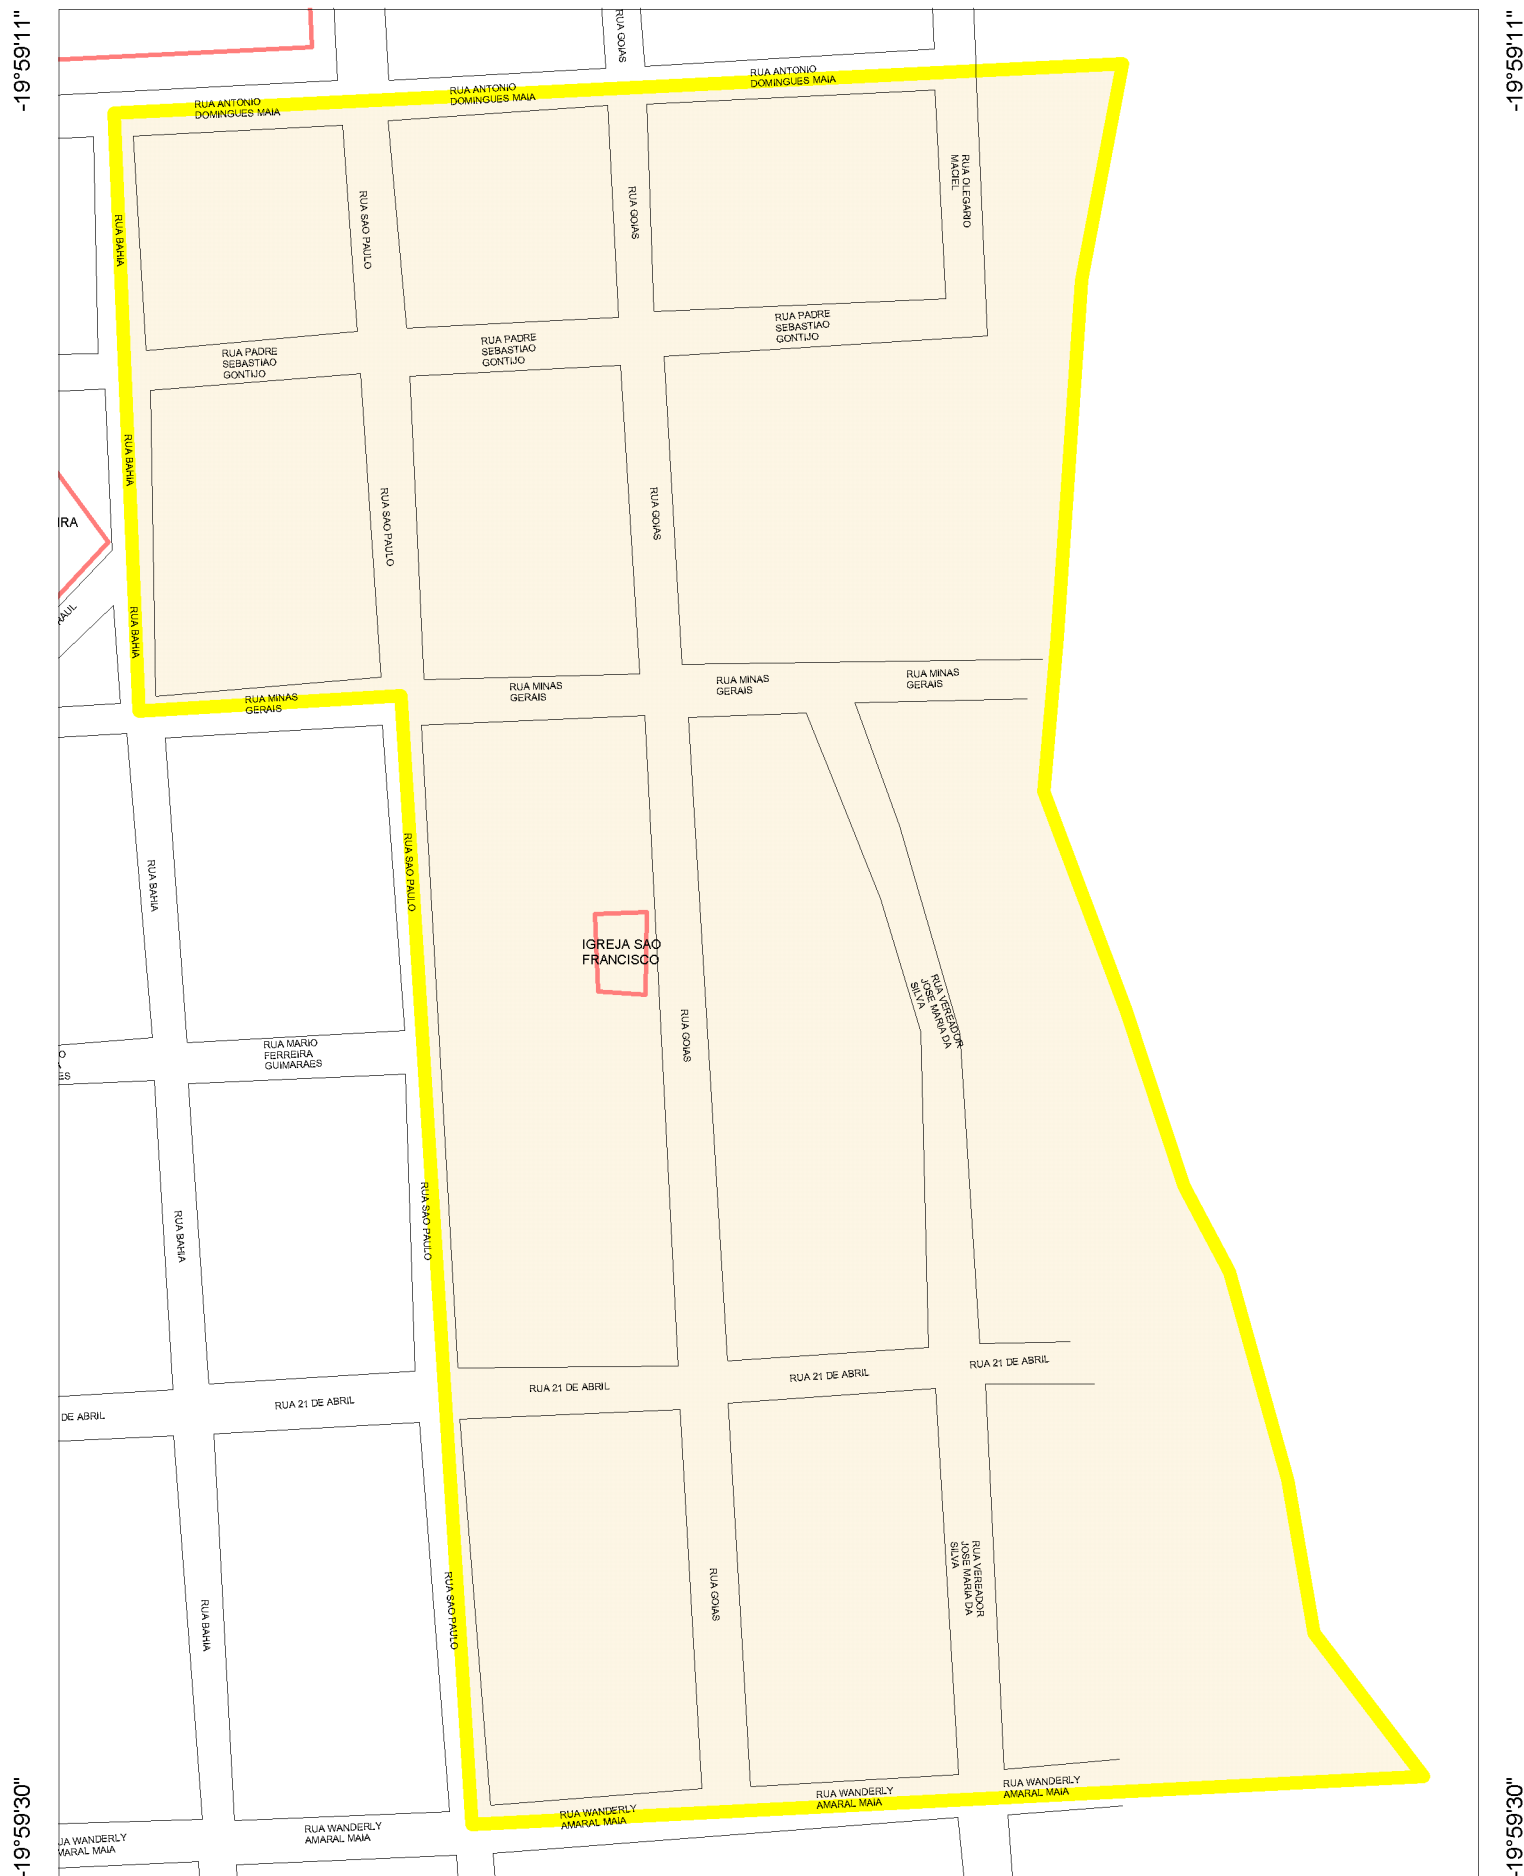 -19°59'11"
-19°59'11"
RUA GOIAS
RUA ANTONIO
DOMINGUES MAIA
RUA ANTONIO
DOMINGUES MAIA
RUA ANTONIO
DOMINGUES MAIA
RUA BAHIA
RUA SAO PAULO
RUA GOIAS
RUA OLEGARIO
MACIEL
RUA PADRE
SEBASTIAO
GONTIJO
RUA PADRE
SEBASTIAO
GONTIJO
RUA PADRE
SEBASTIAO
GONTIJO
RUA BAHIA
RUA SAO PAULO
RUA GOIAS
IRA
RAUL
RUA BAHIA
RUA MINAS
GERAIS
RUA MINAS
GERAIS
RUA MINAS
GERAIS
RUA MINAS
GERAIS
RUA BAHIA
RUA SAO PAULO
IGREJA SAO
FRANCISCO
RUA GOIAS
RUA VEREADOR
JOSE MARIA DA
SILVA
O
A
ES
RUA MARIO
FERREIRA
GUIMARAES
RUA BAHIA
RUA SAO PAULO
DE ABRIL
RUA 21 DE ABRIL
RUA 21 DE ABRIL
RUA 21 DE ABRIL
RUA 21 DE ABRIL
RUA BAHIA
RUA SAO PAULO
RUA GOIAS
RUA VEREADOR
JOSE MARIA DA
SILVA
UA WANDERLY
MARAL MAIA
RUA WANDERLY
AMARAL MAIA
RUA WANDERLY
AMARAL MAIA
RUA WANDERLY
AMARAL MAIA
RUA WANDERLY
AMARAL MAIA
-19°59'30"
-19°59'30"